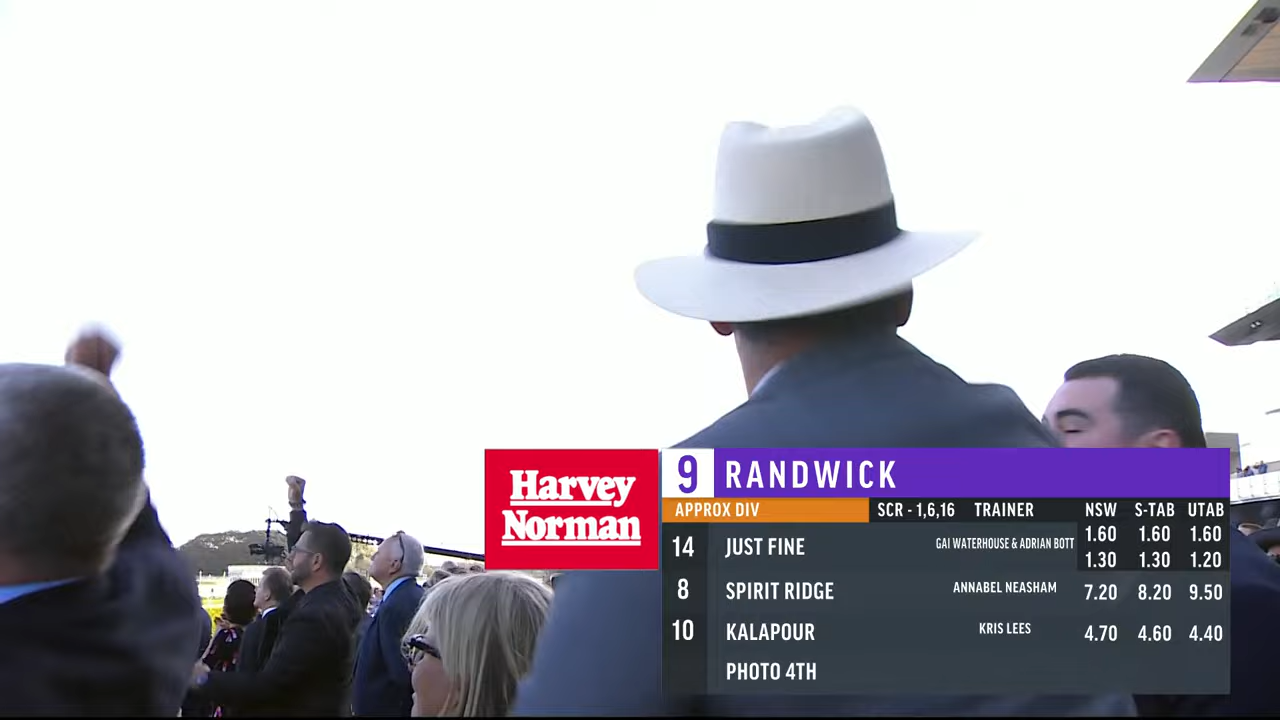 Harvey
Norman
9 RANDWICK
APPROX DIV SCR - 1,6,16 TRAINER NSW S-TAB UTAB
14 JUST FINE GAI WATERHOUSE & ADRIAN BOTT 1.60 1.60 1.60
1.30 1.30 1.20
8 SPIRIT RIDGE ANNABEL NEASHAM 7.20 8.20 9.50
10 KALAPOUR KRIS LEES 4.70 4.60 4.40
PHOTO 4TH